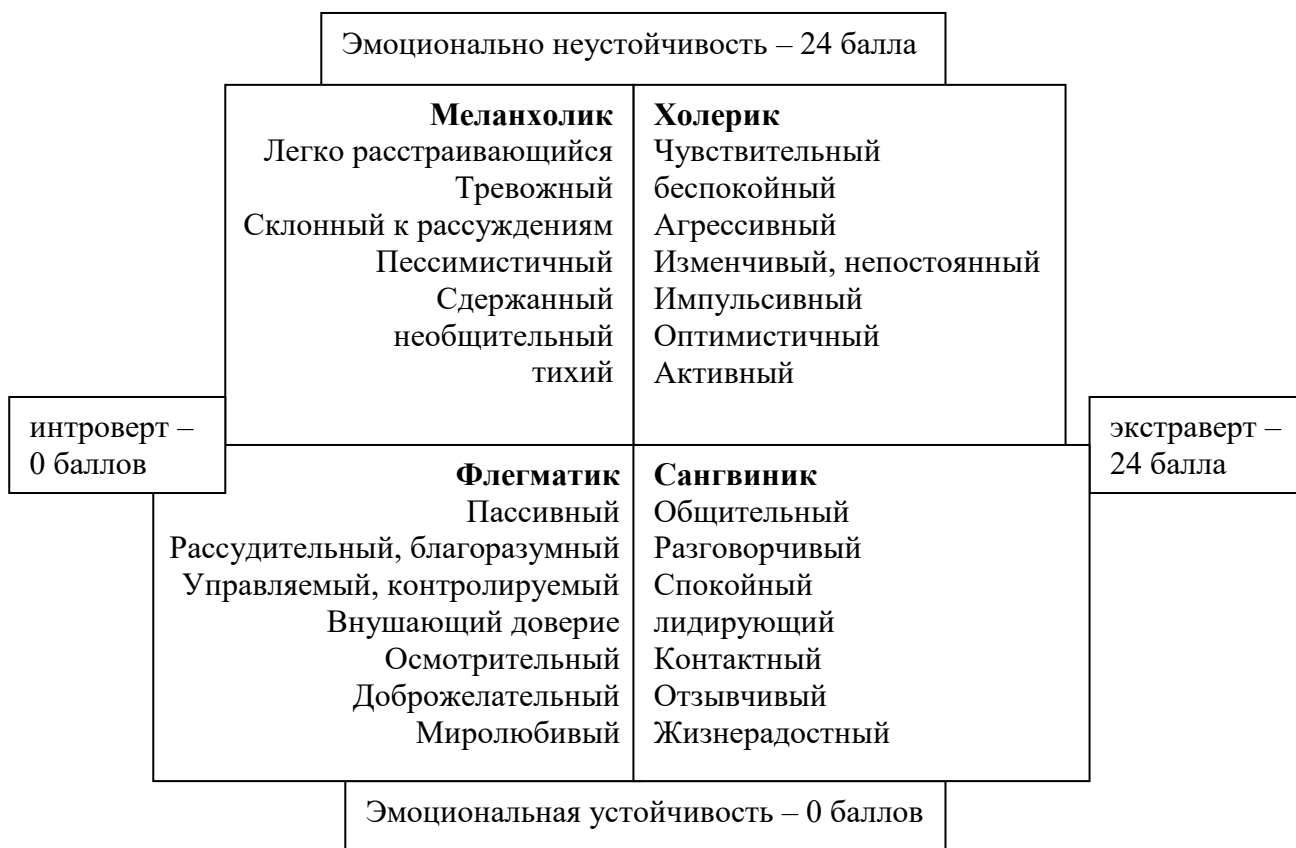 Эмоционально неустойчивость – 24 балла
Меланхолик
Легко расстраивающийся
Тревожный
Склонный к рассуждениям
Пессимистичный
Сдержанный
необщительный
тихий
Холерик
Чувствительный
беспокойный
Агрессивный
Изменчивый, непостоянный
Импульсивный
Оптимистичный
Активный
интроверт –
0 баллов
экстраверт –
24 балла
Флегматик
Пассивный
Рассудительный, благоразумный
Управляемый, контролируемый
Внушающий доверие
Осмотрительный
Доброжелательный
Миролюбивый
Сангвиник
Общительный
Разговорчивый
Спокойный
лидирующий
Контактный
Отзывчивый
Жизнерадостный
Эмоциональная устойчивость – 0 баллов